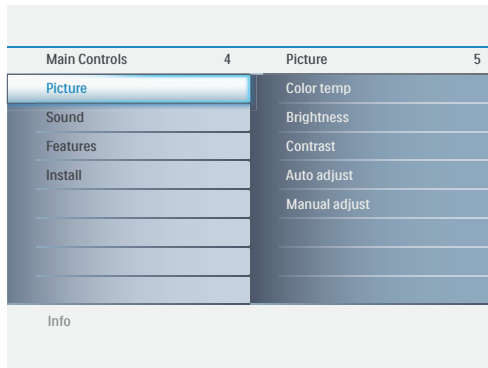 Main Controls 4
Picture
Sound
Features
Install
Picture 5
Color temp
Brightness
Contrast
Auto adjust
Manual adjust
Info